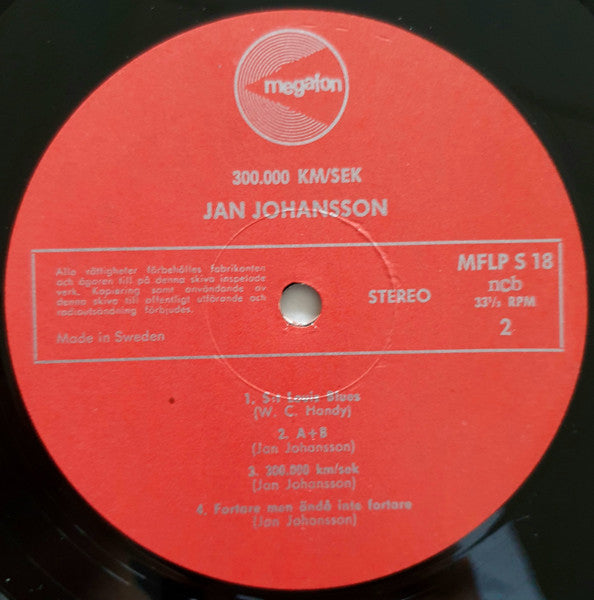 megafon
300.000 KM/SEK
JAN JOHANSSON
Alla rättigheter förbehålles fabrikanten
och ägaren till på denna skiva inspelade
verk. Kopiering samt användande av
denna skiva till offentligt utförande och
radioutsändning förbjudes.
Made in Sweden
STEREO
MFLP S 18
ncb
33⅓ RPM
2
1. S:t Louis Blues
(W. C. Handy)
2. A+B
(Jan Johansson)
3. 300.000 km/sek
(Jan Johansson)
4. Fortare men ändå inte fortare
(Jan Johansson)